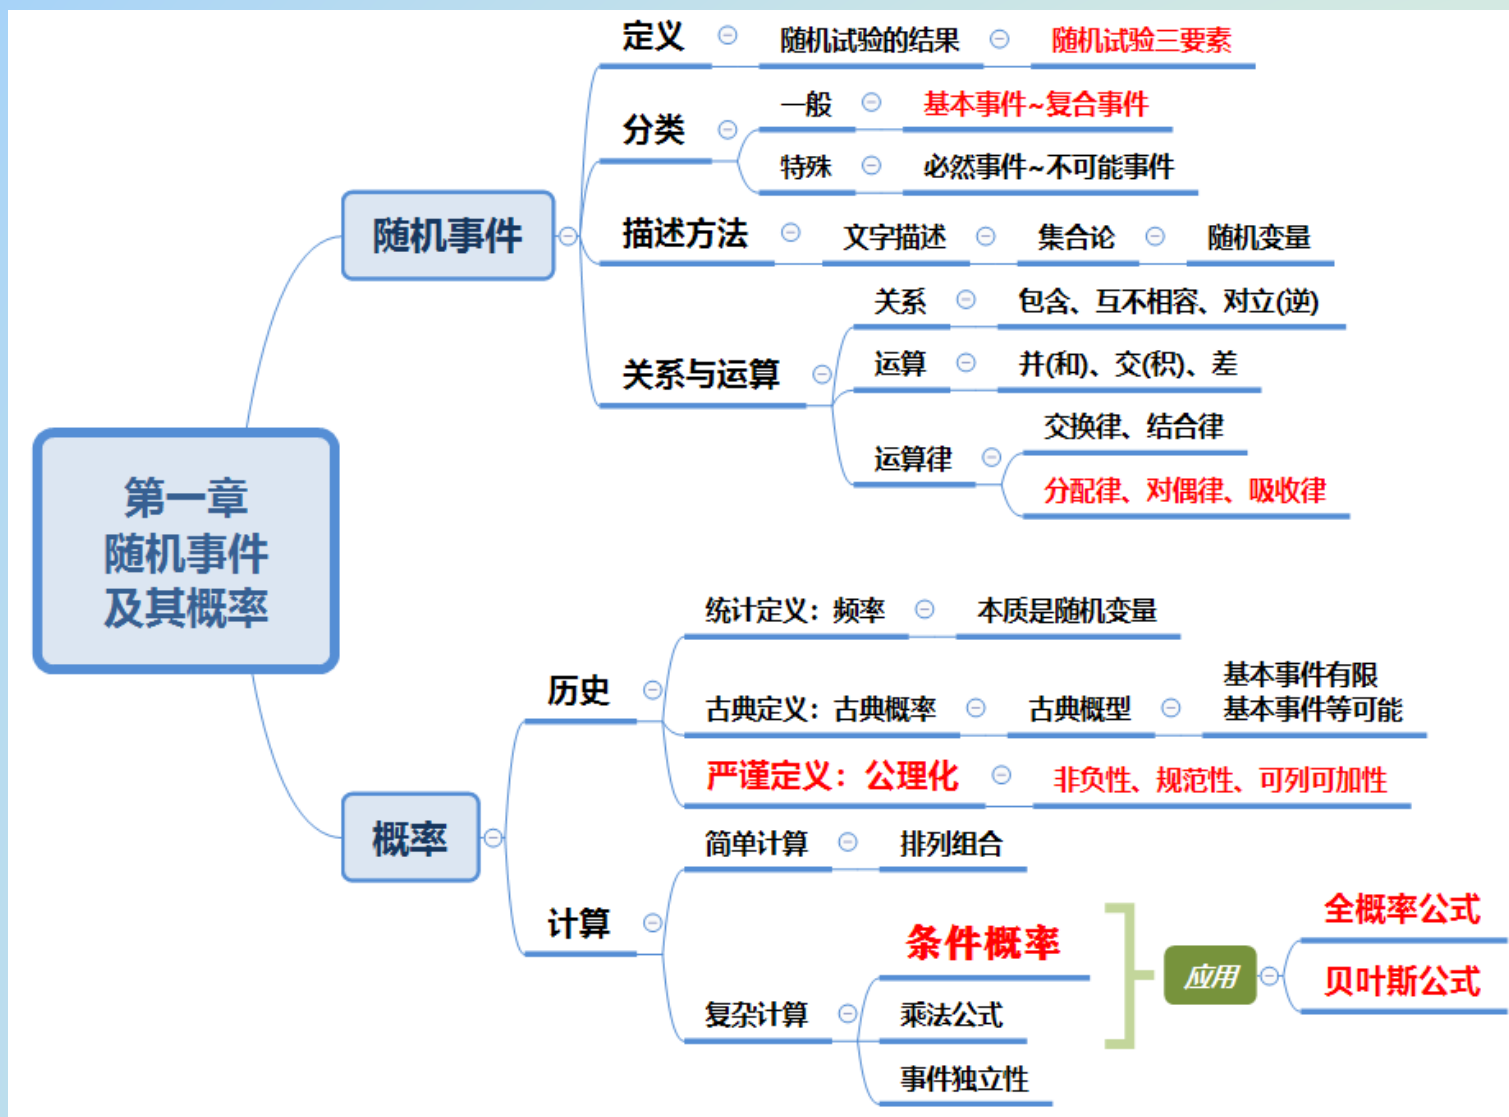 定义
随机试验的结果
随机试验三要素
分类
一般
基本事件~复合事件
特殊
必然事件~不可能事件
随机事件
描述方法
文字描述
集合论
随机变量
关系与运算
关系
包含、互不相容、对立(逆)
运算
并(和)、交(积)、差
运算律
交换律、结合律
分配律、对偶律、吸收律
第一章
随机事件
及其概率
概率
历史
统计定义：频率
本质是随机变量
古典定义：古典概率
古典概型
基本事件有限
基本事件等可能
严谨定义：公理化
非负性、规范性、可列可加性
计算
简单计算
排列组合
复杂计算
条件概率
乘法公式
事件独立性
应用
全概率公式
贝叶斯公式